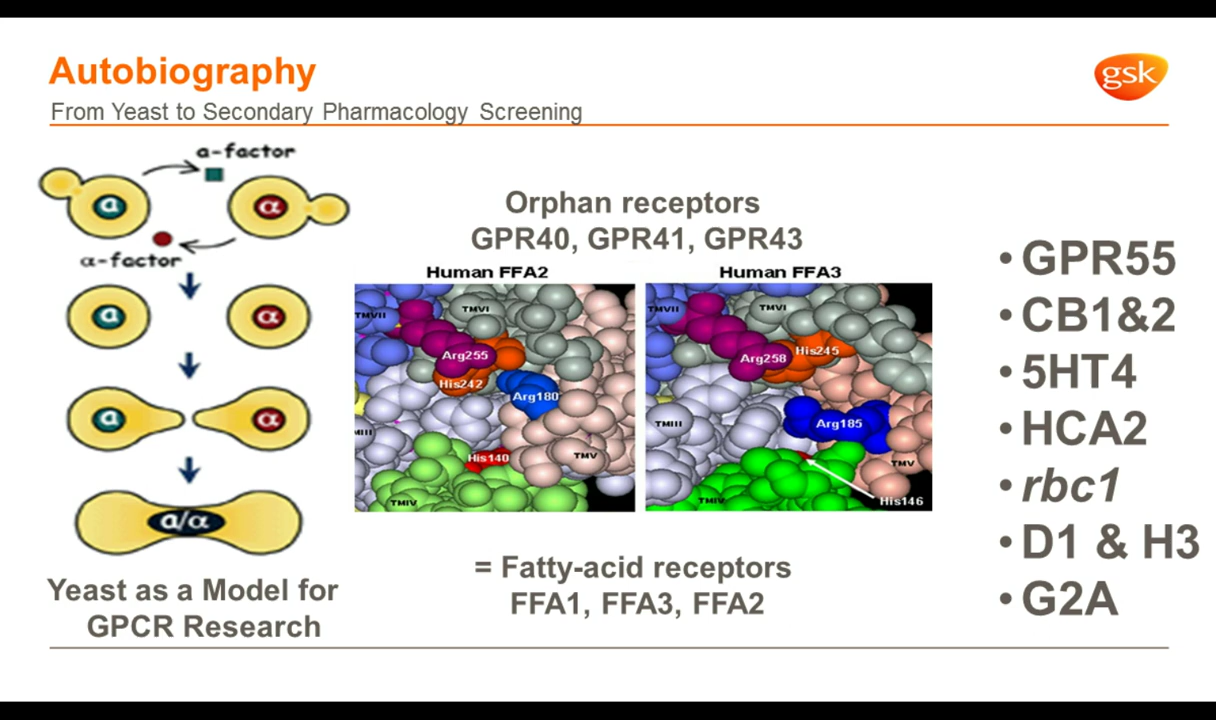 Autobiography
gsk
From Yeast to Secondary Pharmacology Screening
a-factor
a
α
α-factor
a
α
a
α
a/α
Yeast as a Model for
GPCR Research
Orphan receptors
GPR40, GPR41, GPR43
Human FFA2
TMVII
TMVI
Arg255
His242
Arg180
MIII
His140
TMV
TMIV
Human FFA3
TMVII
TMVI
His245
Arg258
TMIII
Arg185
TMV
TMIV
His146
= Fatty-acid receptors
FFA1, FFA3, FFA2
• GPR55
• CB1&2
• 5HT4
• HCA2
• rbc1
• D1 & H3
• G2A